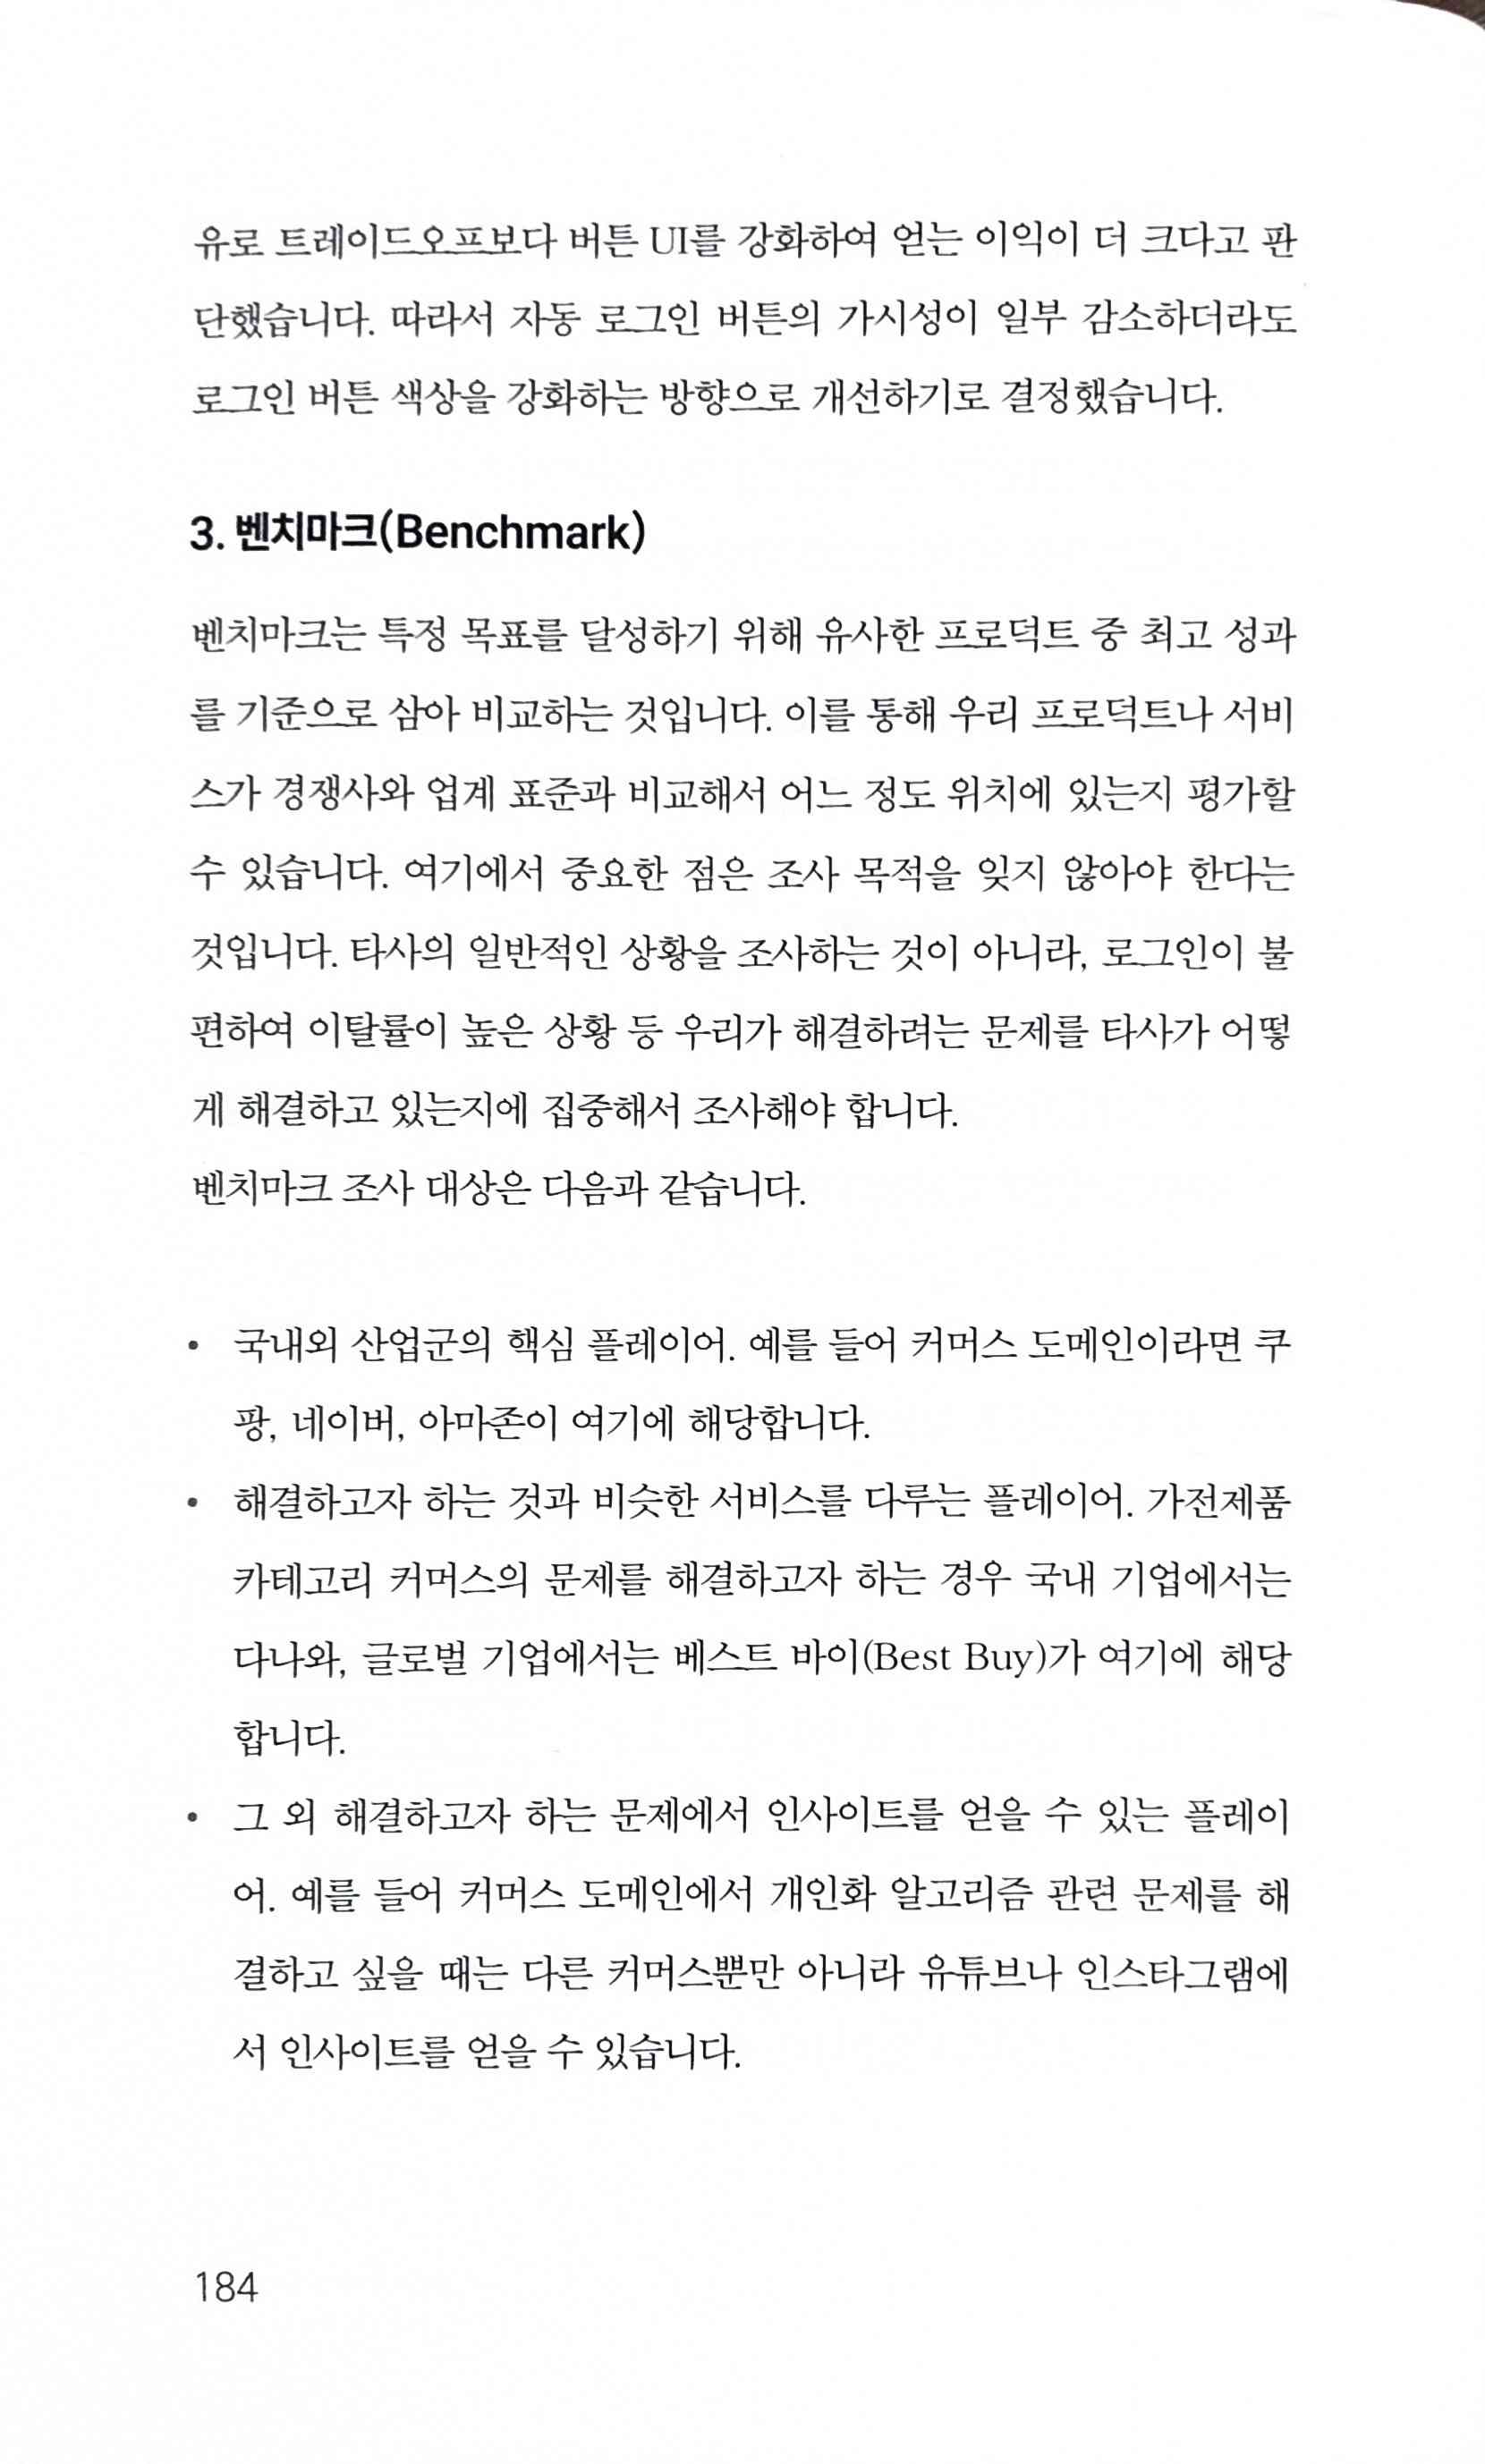 유로 트레이드오프보다 버튼 UI를 강화하여 얻는 이익이 더 크다고 판
단했습니다. 따라서 자동 로그인 버튼의 가시성이 일부 감소하더라도
로그인 버튼 색상을 강화하는 방향으로 개선하기로 결정했습니다.
3. 벤치마크(Benchmark)
벤치마크는 특정 목표를 달성하기 위해 유사한 프로덕트 중 최고 성과
를 기준으로 삼아 비교하는 것입니다. 이를 통해 우리 프로덕트나 서비
스가 경쟁사와 업계 표준과 비교해서 어느 정도 위치에 있는지 평가할
수 있습니다. 여기에서 중요한 점은 조사 목적을 잊지 않아야 한다는
것입니다. 타사의 일반적인 상황을 조사하는 것이 아니라, 로그인이 불
편하여 이탈률이 높은 상황 등 우리가 해결하려는 문제를 타사가 어떻
게 해결하고 있는지에 집중해서 조사해야 합니다.
벤치마크 조사 대상은 다음과 같습니다.
• 국내외 산업군의 핵심 플레이어. 예를 들어 커머스 도메인이라면 쿠
팡, 네이버, 아마존이 여기에 해당합니다.
• 해결하고자 하는 것과 비슷한 서비스를 다루는 플레이어. 가전제품
카테고리 커머스의 문제를 해결하고자 하는 경우 국내 기업에서는
다나와, 글로벌 기업에서는 베스트 바이(Best Buy)가 여기에 해당
합니다.
• 그 외 해결하고자 하는 문제에서 인사이트를 얻을 수 있는 플레이
어. 예를 들어 커머스 도메인에서 개인화 알고리즘 관련 문제를 해
결하고 싶을 때는 다른 커머스뿐만 아니라 유튜브나 인스타그램에
서 인사이트를 얻을 수 있습니다.
184